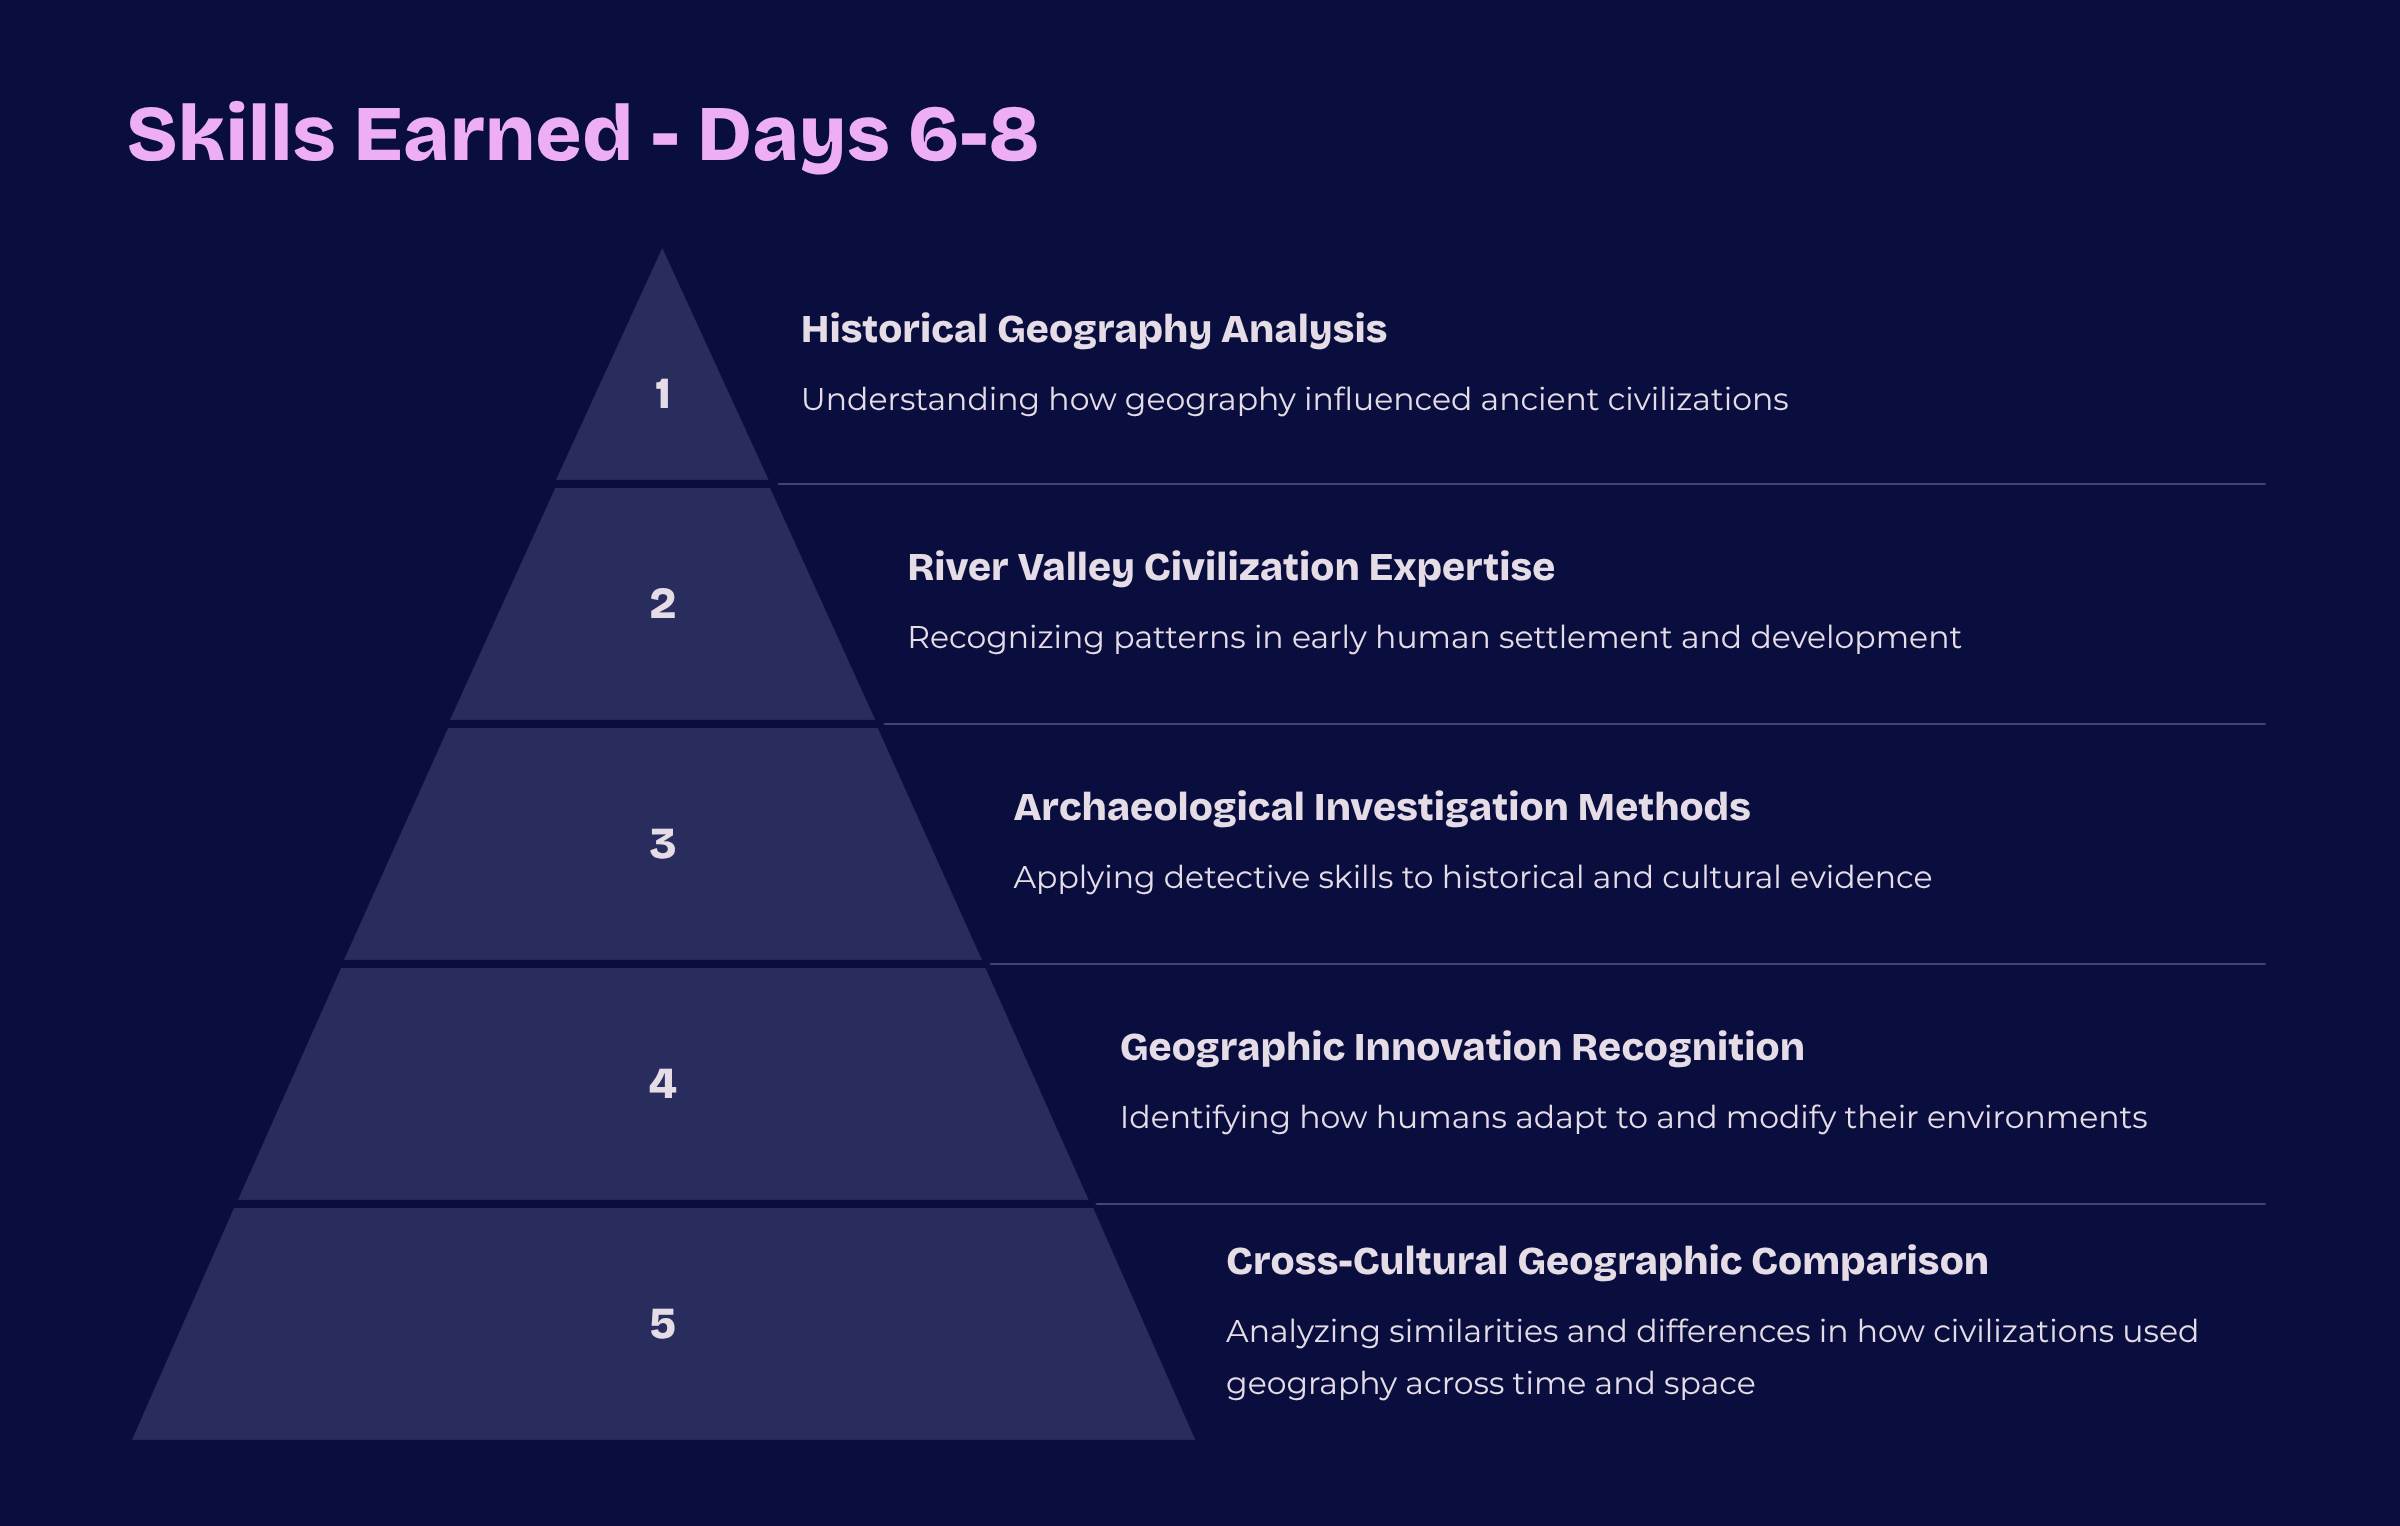 Skills Earned - Days 6-8
1
Historical Geography Analysis
Understanding how geography influenced ancient civilizations
2
River Valley Civilization Expertise
Recognizing patterns in early human settlement and development
3
Archaeological Investigation Methods
Applying detective skills to historical and cultural evidence
4
Geographic Innovation Recognition
Identifying how humans adapt to and modify their environments
5
Cross-Cultural Geographic Comparison
Analyzing similarities and differences in how civilizations used
geography across time and space